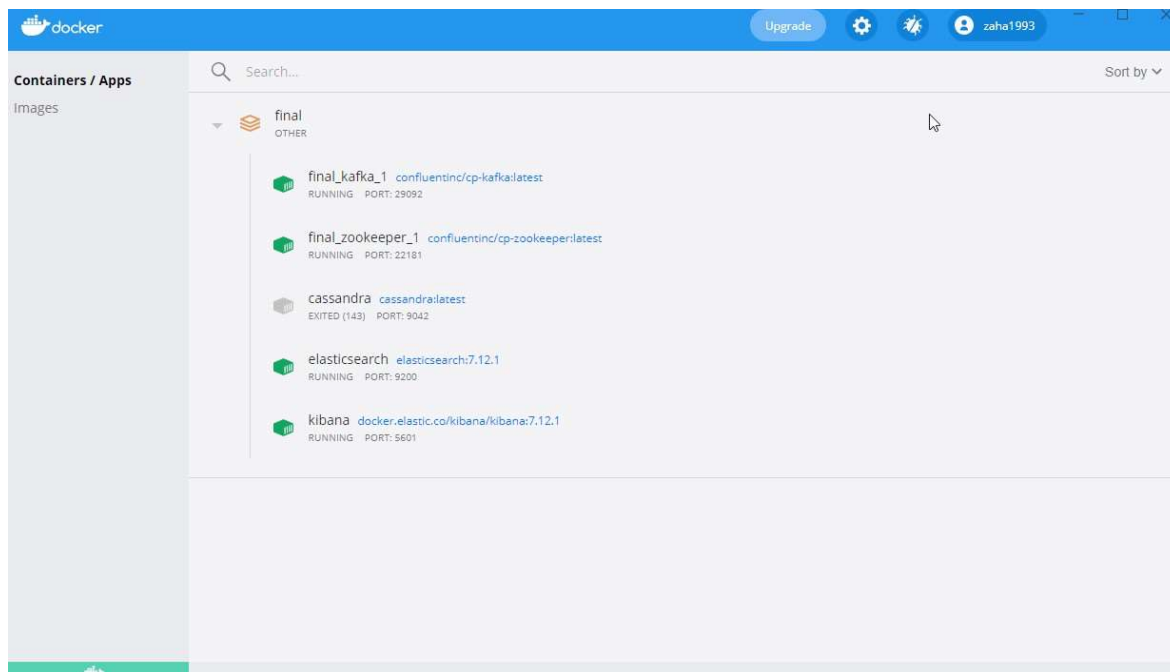 docker
Upgrade
zaha1993
Containers / Apps
Images
Search...
Sort by
final
OTHER
final_kafka_1 confluentinc/cp-kafka:latest
RUNNING PORT: 29092
final_zookeeper_1 confluentinc/cp-zookeeper:latest
RUNNING PORT: 22181
cassandra cassandra:latest
EXITED (143) PORT: 9042
elasticsearch elasticsearch:7.12.1
RUNNING PORT: 9200
kibana docker.elastic.co/kibana/kibana:7.12.1
RUNNING PORT: 5601